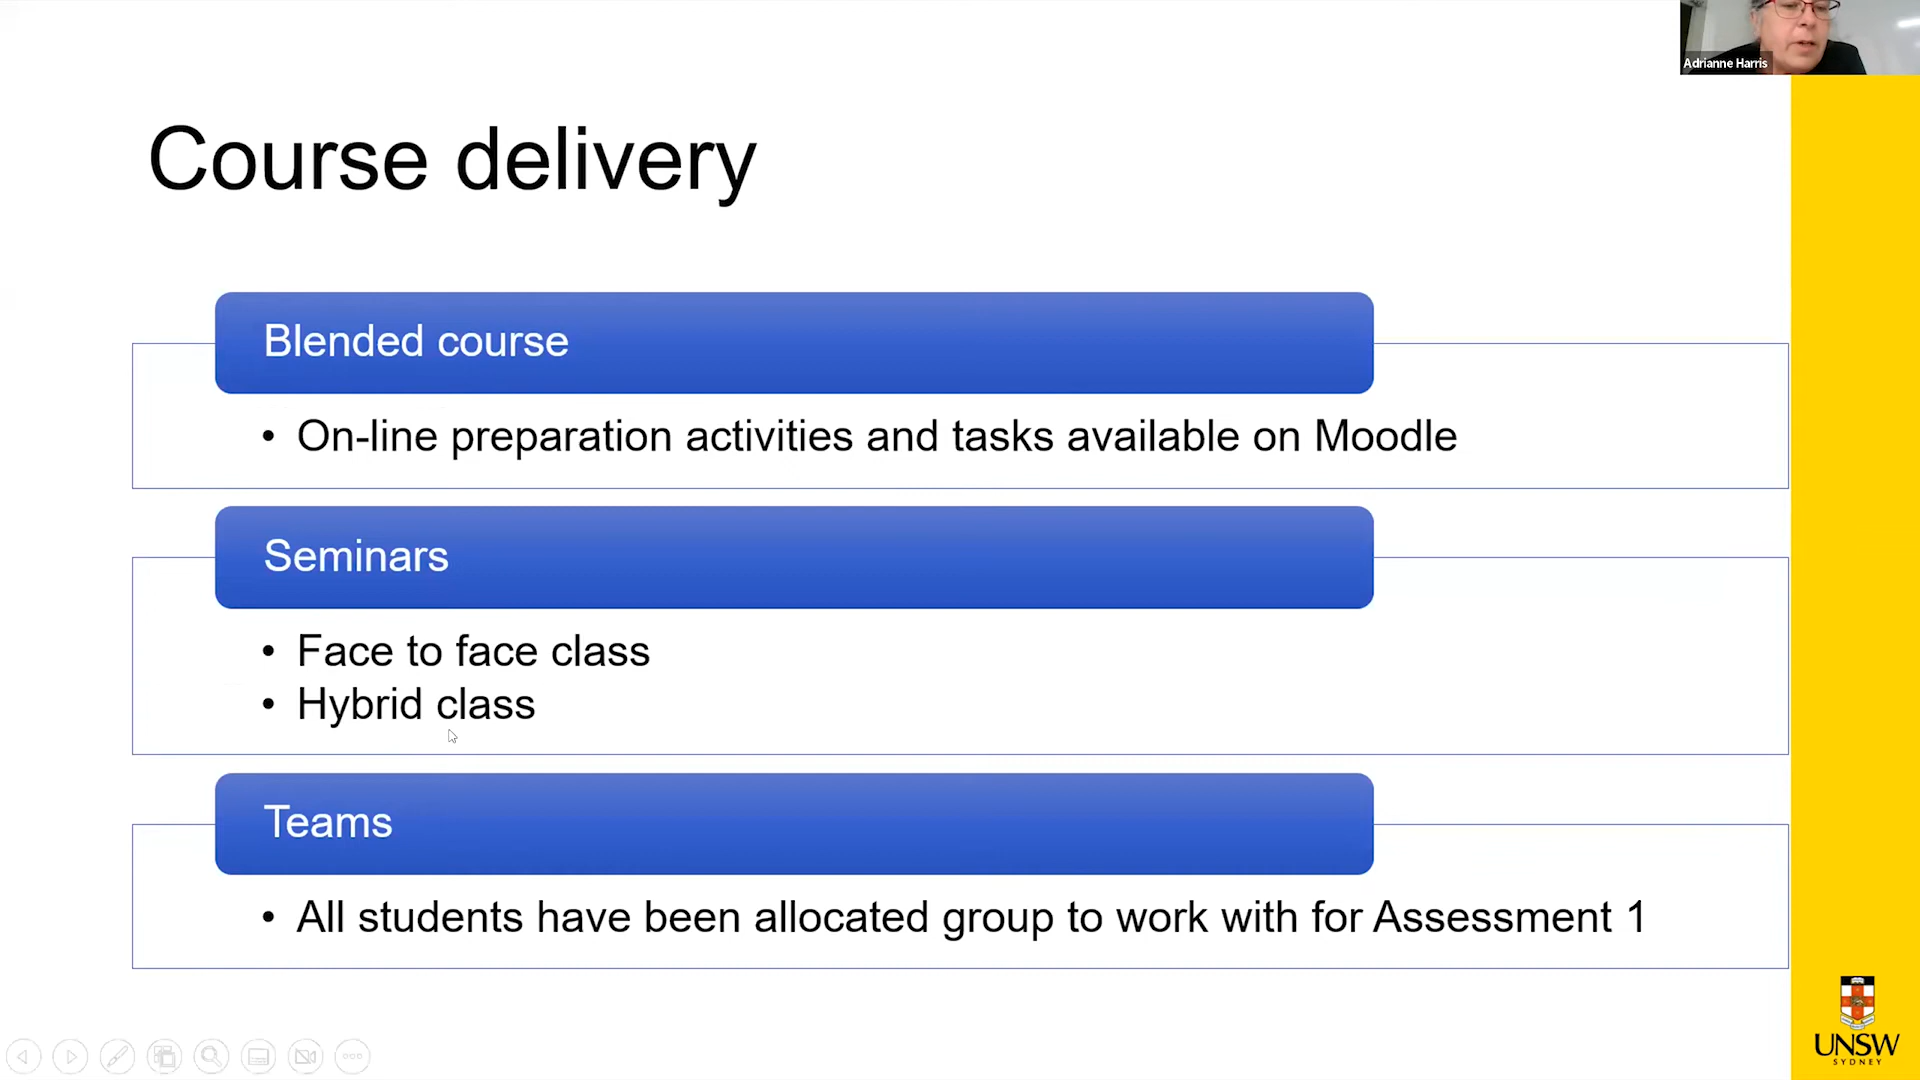 Adrianne Harris
Course delivery
Blended course
• On-line preparation activities and tasks available on Moodle
Seminars
• Face to face class
• Hybrid class
Teams
• All students have been allocated group to work with for Assessment 1
UNSW
SYDNEY